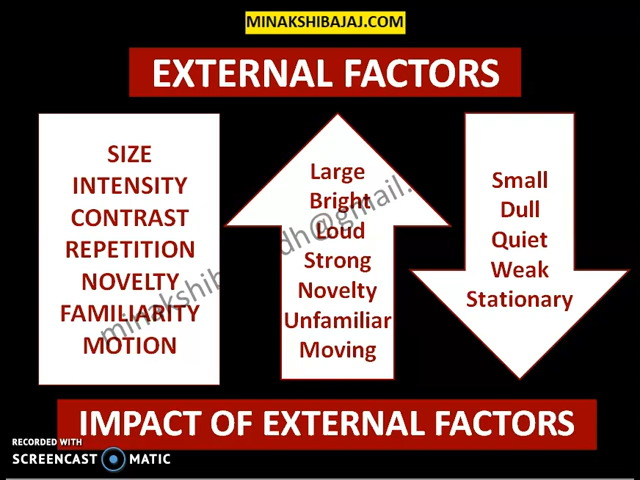 MINAKSHIBAJAJ.COM
EXTERNAL FACTORS
SIZE
INTENSITY
CONTRAST
REPETITION
NOVELTY
FAMILIARITY
MOTION
Large
Bright
Loud
Strong
Novelty
Unfamiliar
Moving
Small
Dull
Quiet
Weak
Stationary
IMPACT OF EXTERNAL FACTORS
RECORDED WITH
SCREENCAST MATIC